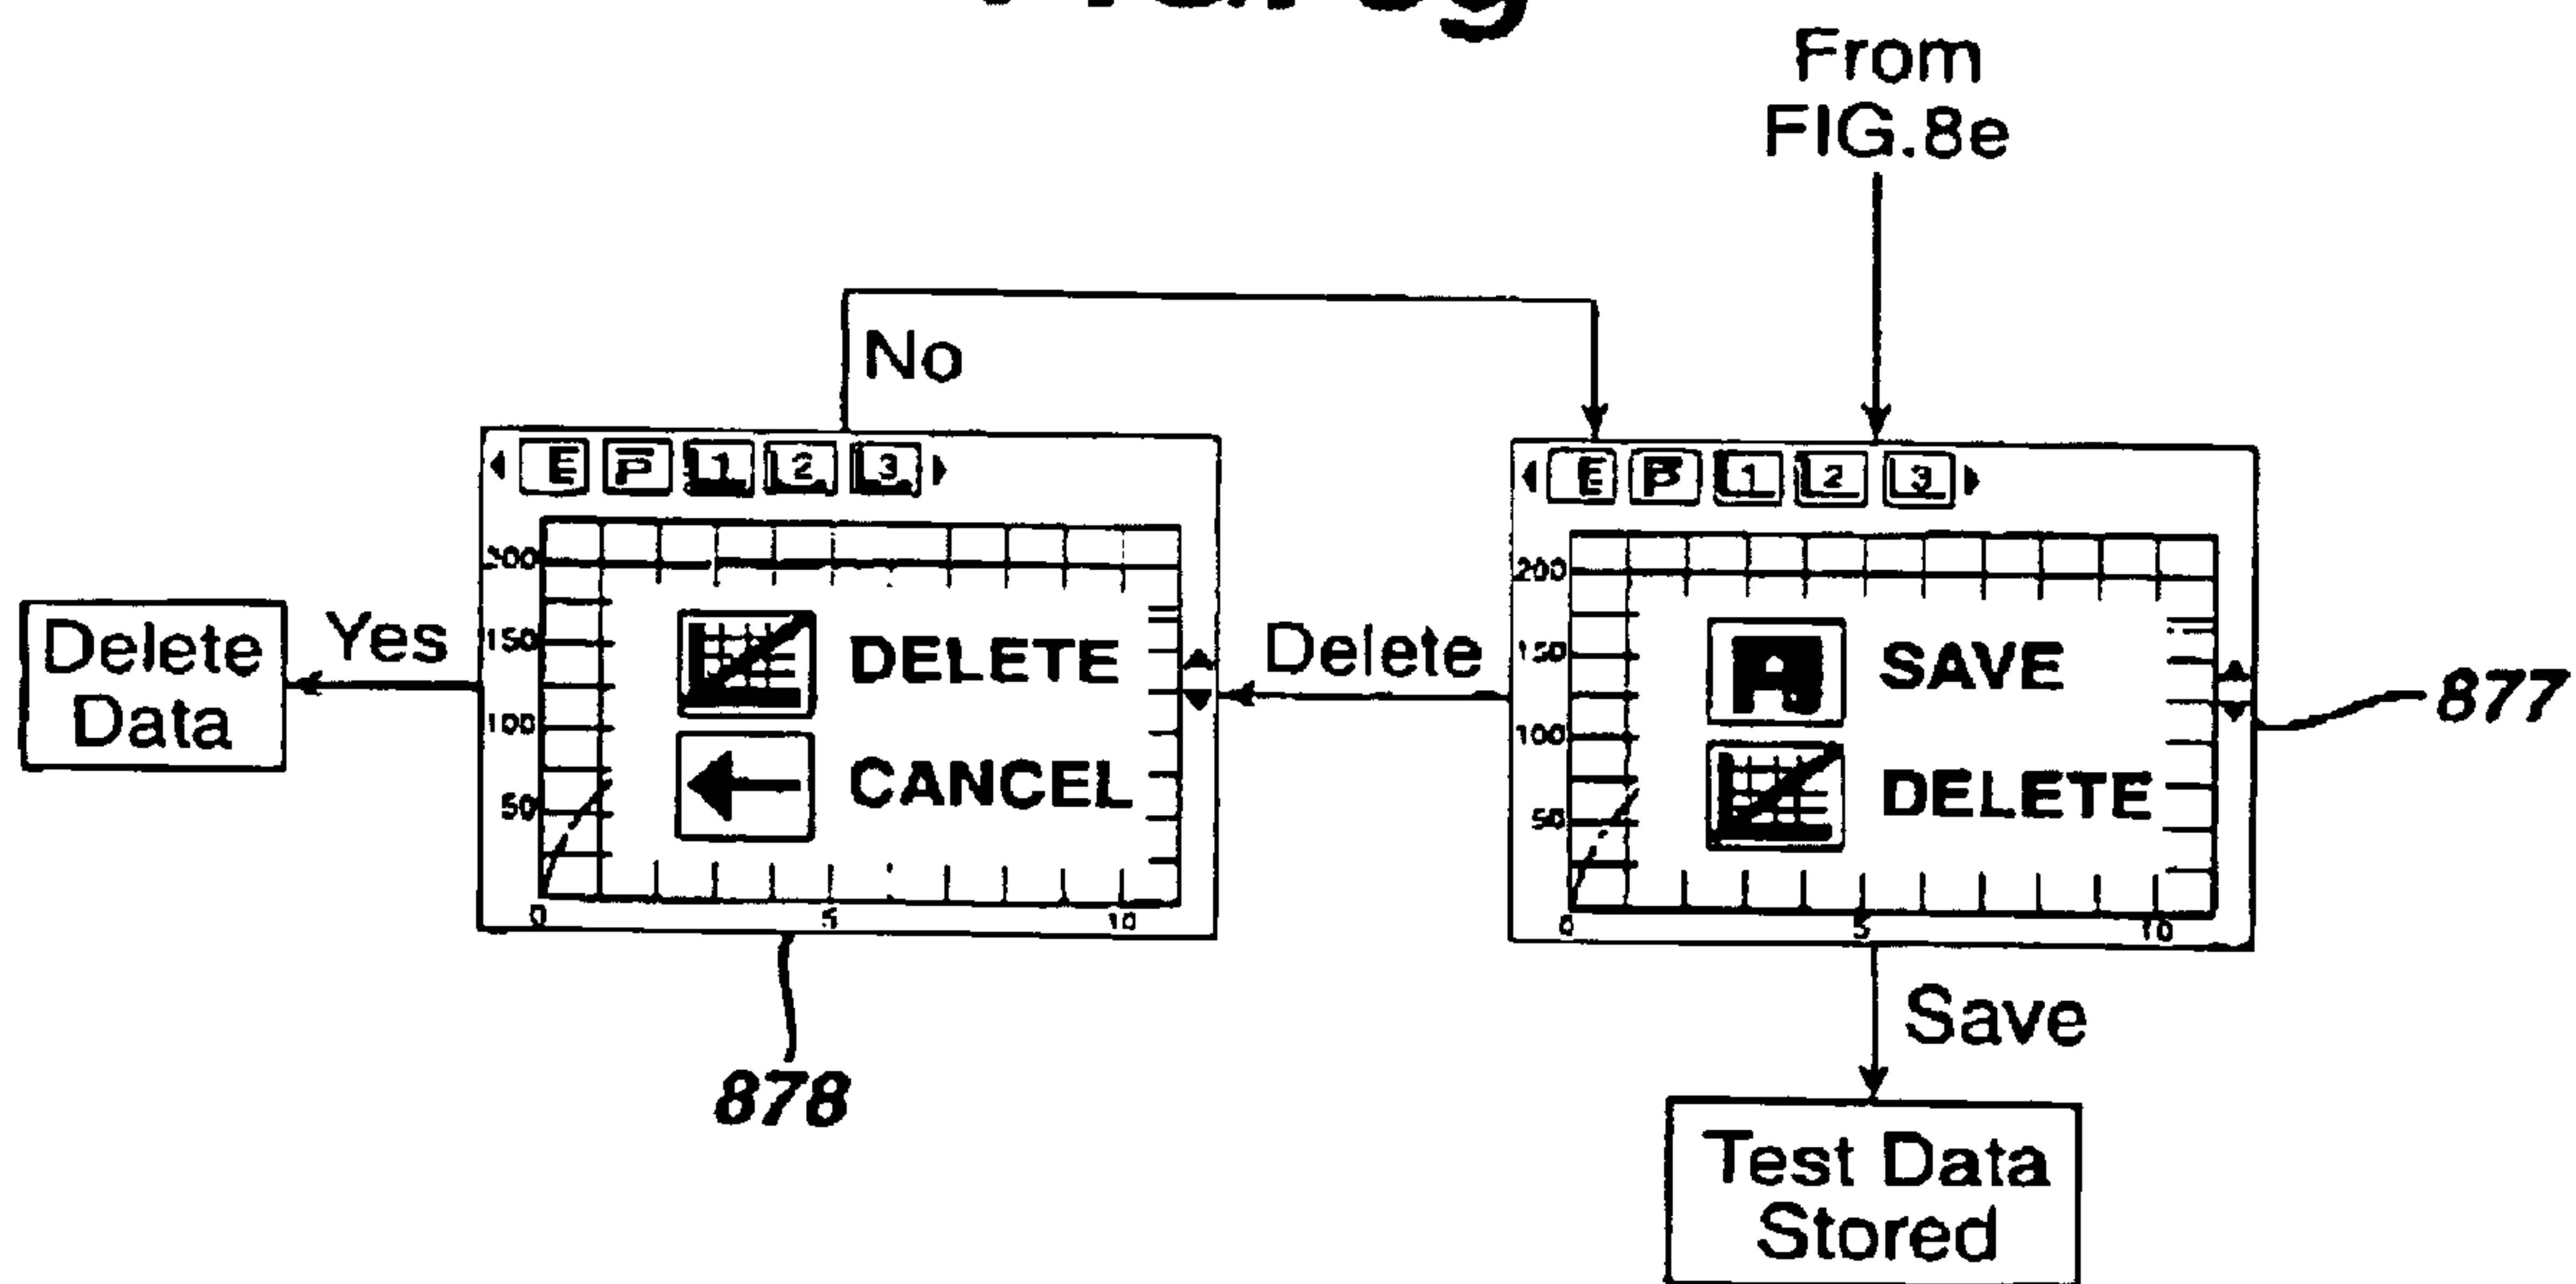 From
FIG.8e
No
E P 1 2 3
E P 1 2 3
200
150
100
50
0 5 10
DELETE
CANCEL
200
150
100
50
0 5 10
SAVE
DELETE
Delete
Data
Yes
Delete
877
878
Save
Test Data
Stored